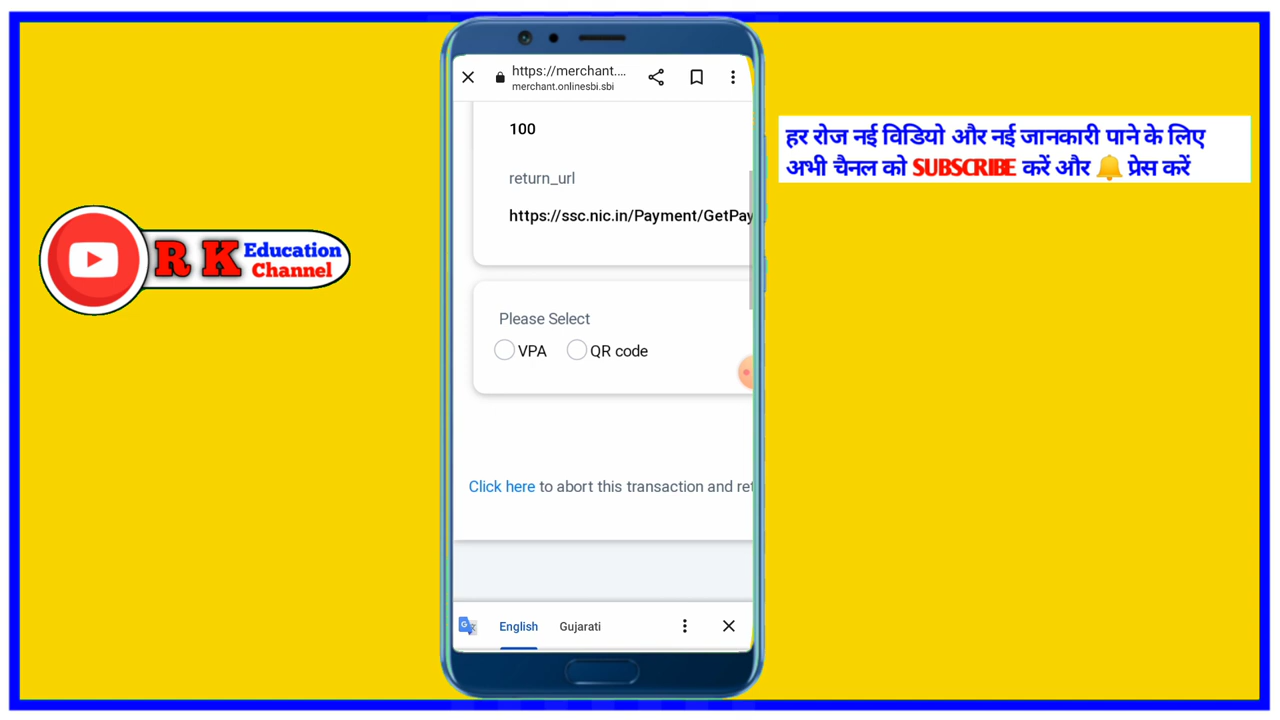 https://merchant....
merchant.onlinesbi.sbi
100
return_url
https://ssc.nic.in/Payment/GetPay
Please Select
VPA QR code
Click here to abort this transaction and ret
English Gujarati
R K Education
Channel
हर रोज नई विडियो और नई जानकारी पाने के लिए
अभी चैनल को SUBSCRIBE करें और 🔔 प्रेस करें